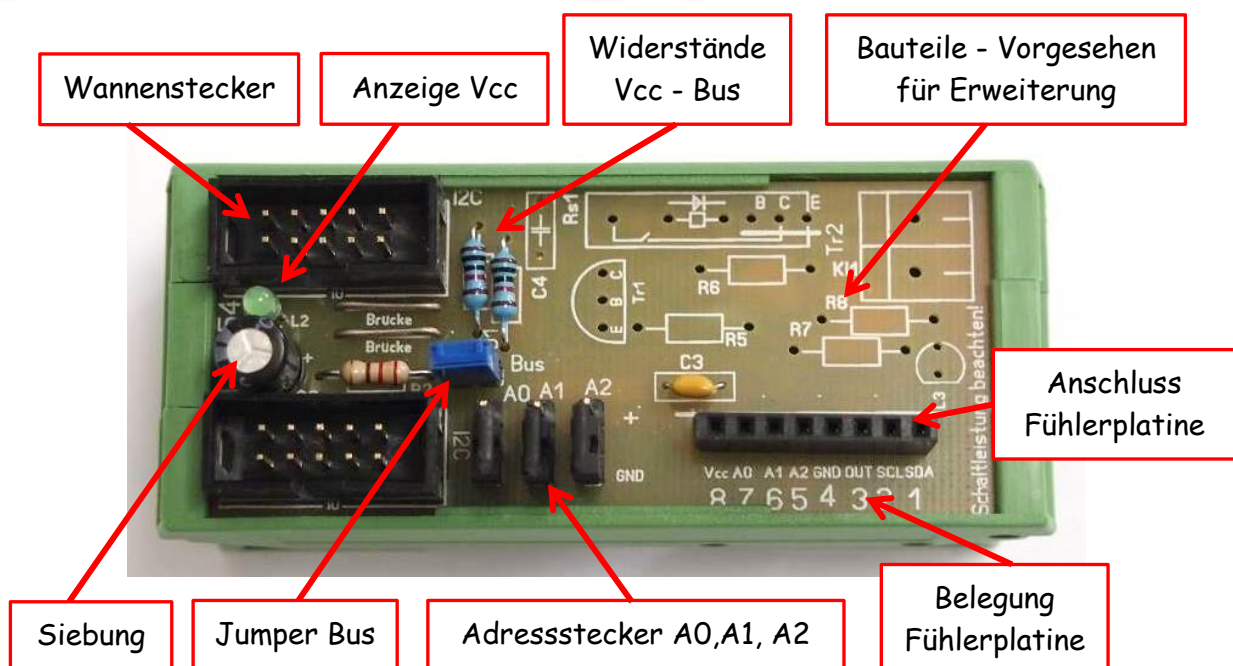 Wannenstecker
Anzeige Vcc
Widerstände
Vcc - Bus
Bauteile - Vorgesehen
für Erweiterung
I2C
C4
Rs1
B C E
Tr2
Kl1
R6
C
B
E
Tr1
R8
R5
R7
L2
Brücke
Brücke
+
Bus
C3
L3
A0 A1 A2
+
GND
I2C
Schaltleistung beachten!
Vcc A0 A1 A2 GND OUT SCL SDA
8 7 6 5 4 3 2 1
Anschluss
Fühlerplatine
Siebung
Jumper Bus
Adressstecker A0,A1, A2
Belegung
Fühlerplatine